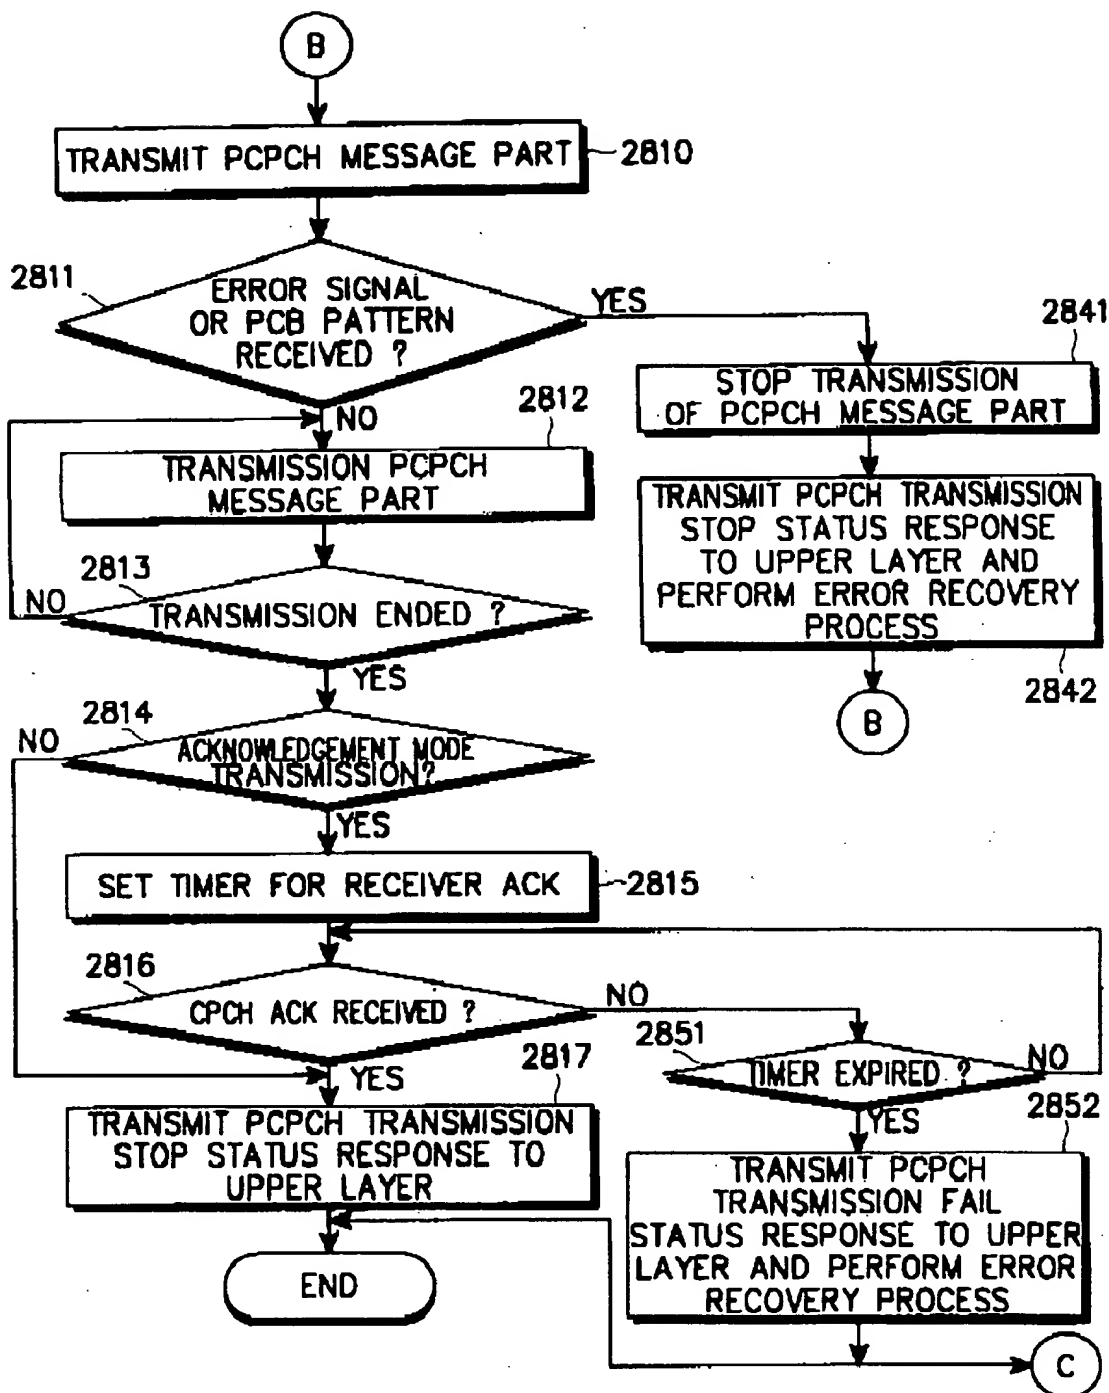 B
TRANSMIT PCPCH MESSAGE PART
2810
2811
ERROR SIGNAL
OR PCB PATTERN
RECEIVED ?
YES
NO
2841
STOP TRANSMISSION
OF PCPCH MESSAGE PART
2812
TRANSMISSION PCPCH
MESSAGE PART
TRANSMIT PCPCH TRANSMISSION
STOP STATUS RESPONSE
TO UPPER LAYER AND
PERFORM ERROR RECOVERY
PROCESS
2842
B
2813
NO
TRANSMISSION ENDED ?
YES
2814
NO
ACKNOWLEDGEMENT MODE
TRANSMISSION?
YES
SET TIMER FOR RECEIVER ACK
2815
2816
CPCH ACK RECEIVED ?
NO
YES
2851
TIMER EXPIRED ?
NO
YES
2817
TRANSMIT PCPCH TRANSMISSION
STOP STATUS RESPONSE TO
UPPER LAYER
2852
TRANSMIT PCPCH
TRANSMISSION FAIL
STATUS RESPONSE TO UPPER
LAYER AND PERFORM ERROR
RECOVERY PROCESS
END
C